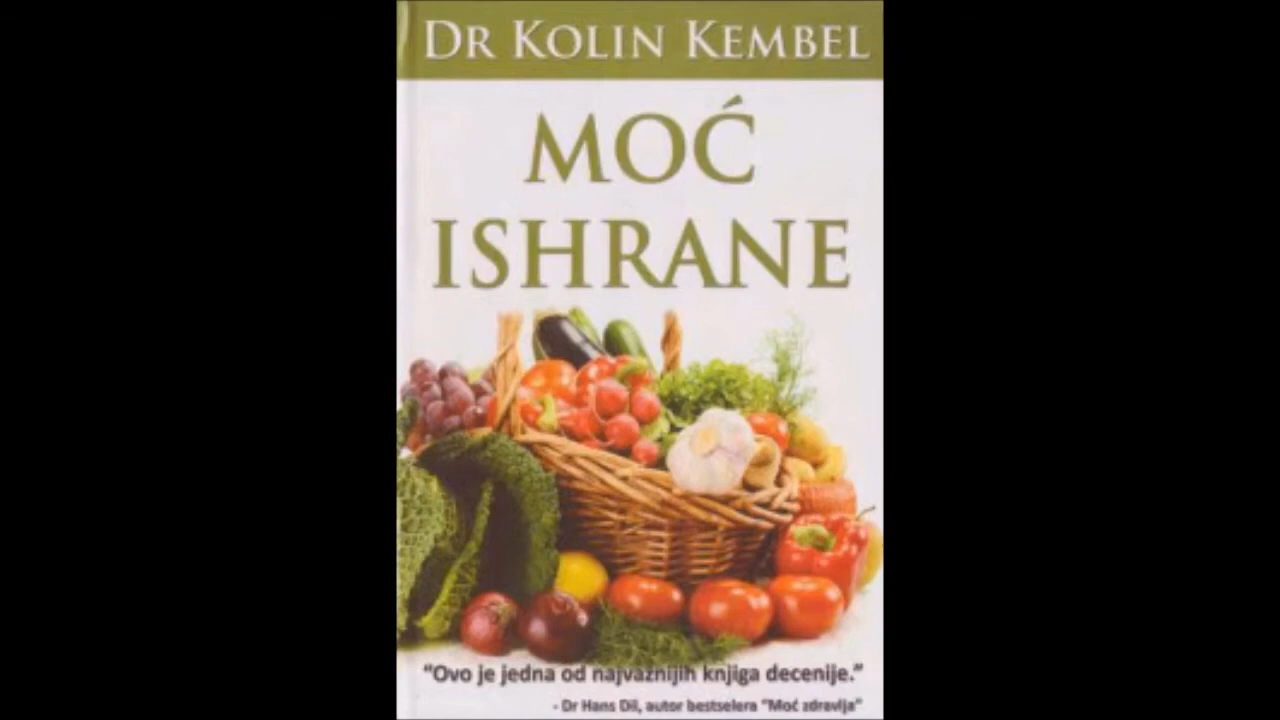 DR KOLIN KEMBEL
MOĆ
ISHRANE
“Ovo je jedna od najvažnijih knjiga decenije.”
- Dr Hans Dil, autor bestselera “Moć zdravlja”